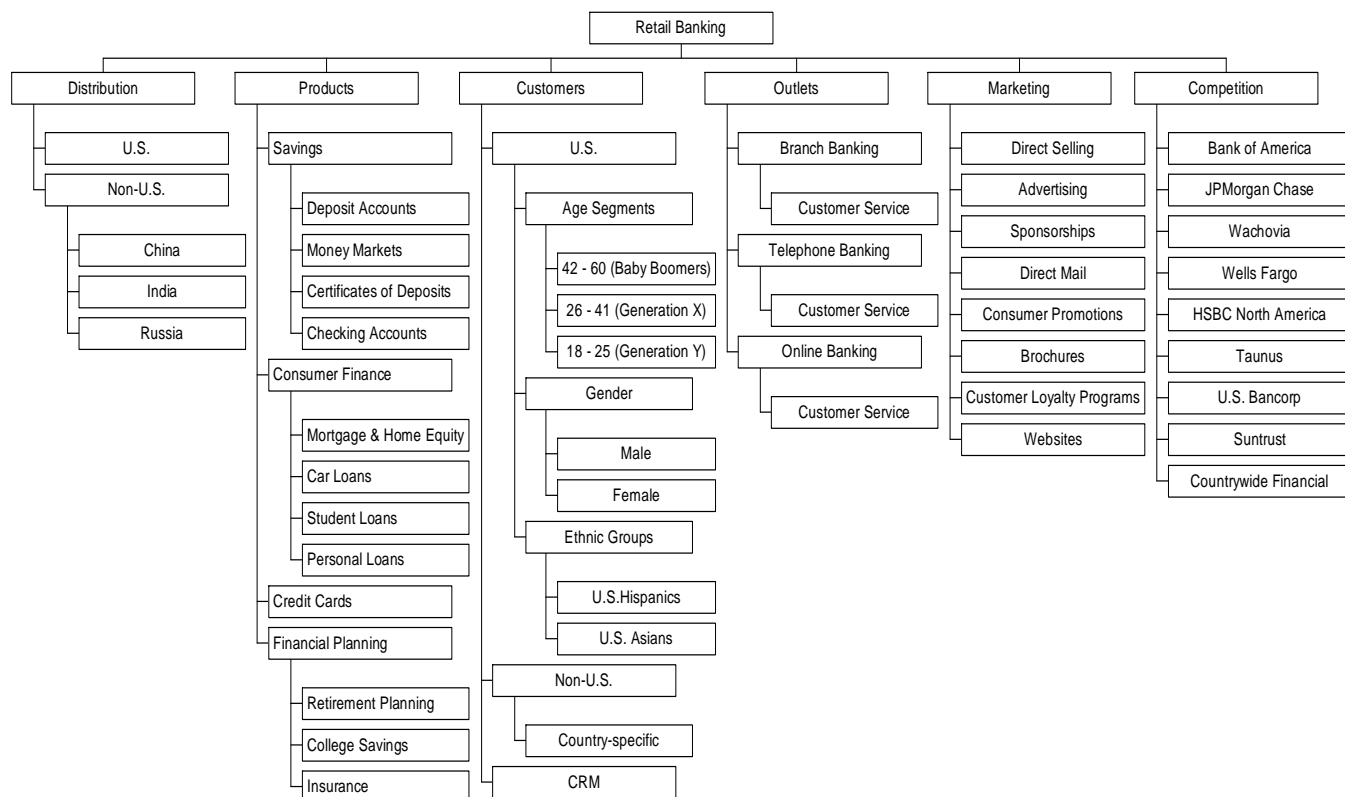 Retail Banking
Distribution
U.S.
Non-U.S.
China
India
Russia
Products
Savings
Deposit Accounts
Money Markets
Certificates of Deposits
Checking Accounts
Consumer Finance
Mortgage & Home Equity
Car Loans
Student Loans
Personal Loans
Credit Cards
Financial Planning
Retirement Planning
College Savings
Insurance
Customers
U.S.
Age Segments
42 - 60 (Baby Boomers)
26 - 41 (Generation X)
18 - 25 (Generation Y)
Gender
Male
Female
Ethnic Groups
U.S.Hispanics
U.S. Asians
Non-U.S.
Country-specific
CRM
Outlets
Branch Banking
Customer Service
Telephone Banking
Customer Service
Online Banking
Customer Service
Marketing
Direct Selling
Advertising
Sponsorships
Direct Mail
Consumer Promotions
Brochures
Customer Loyalty Programs
Websites
Competition
Bank of America
JPMorgan Chase
Wachovia
Wells Fargo
HSBC North America
Taunus
U.S. Bancorp
Suntrust
Countrywide Financial